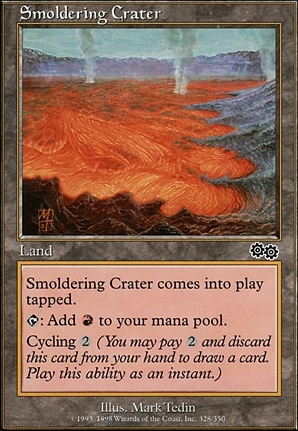 Smoldering Crater
Land
Smoldering Crater comes into play
tapped.
: Add to your mana pool.
Cycling 2 (You may pay 2 and discard
this card from your hand to draw a card.
Play this ability as an instant.)
Illus. Mark Tedin
©1993-1998 Wizards of the Coast, Inc. 328/350